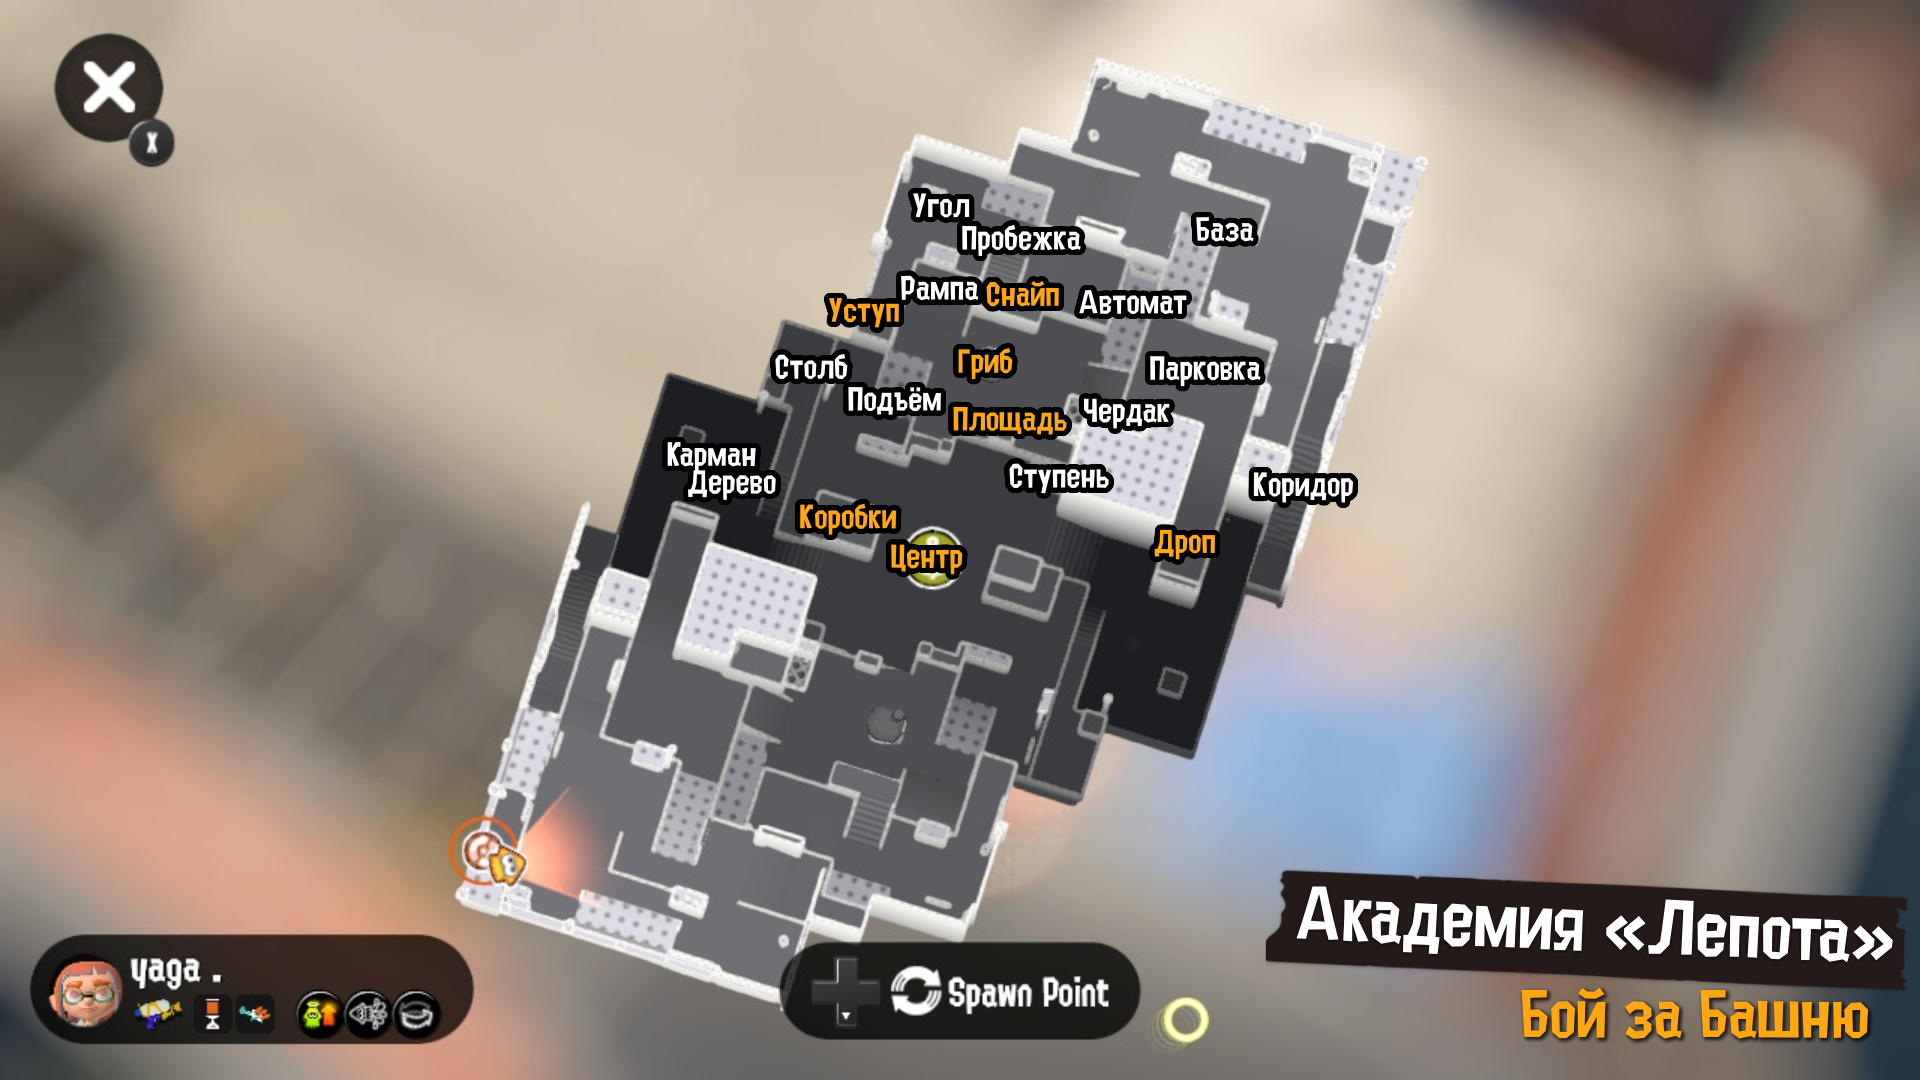 X
Угол
Пробежка
База
Рампа
Снайп
Автомат
Уступ
Столб
Гриб
Парковка
Подъём
Площадь
Чердак
Карман
Дерево
Ступень
Коридор
Коробки
Центр
Дроп
yaga .
Spawn Point
Академия «Лепота»
Бой за Башню